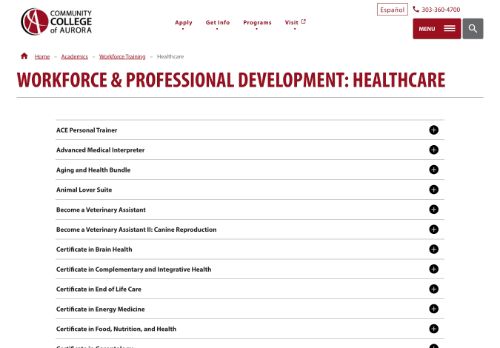 COMMUNITY
COLLEGE
of AURORA
Español
303-360-4700
Apply
Get Info
Programs
Visit
MENU
Home - Academics - Workforce Training - Healthcare
WORKFORCE & PROFESSIONAL DEVELOPMENT: HEALTHCARE
ACE Personal Trainer
Advanced Medical Interpreter
Aging and Health Bundle
Animal Lover Suite
Become a Veterinary Assistant
Become a Veterinary Assistant II: Canine Reproduction
Certificate in Brain Health
Certificate in Complementary and Integrative Health
Certificate in End of Life Care
Certificate in Energy Medicine
Certificate in Food, Nutrition, and Health
Certificate in Gerontology